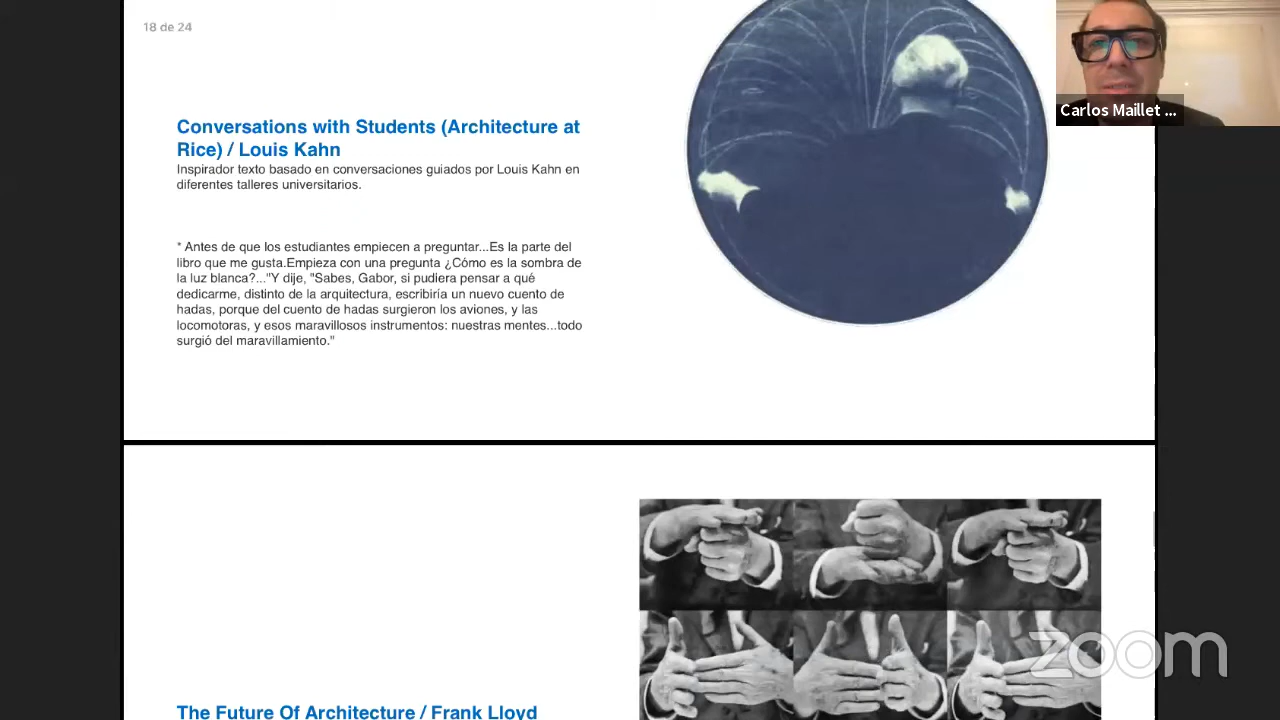 18 de 24
Conversations with Students (Architecture at
Rice) / Louis Kahn
Inspirador texto basado en conversaciones guiados por Louis Kahn en
diferentes talleres universitarios.
* Antes de que los estudiantes empiecen a preguntar...Es la parte del
libro que me gusta.Empieza con una pregunta ¿Cómo es la sombra de
la luz blanca?..."Y dije, "Sabes, Gabor, si pudiera pensar a qué
dedicarme, distinto de la arquitectura, escribiría un nuevo cuento de
hadas, porque del cuento de hadas surgieron los aviones, y las
locomotoras, y esos maravillosos instrumentos: nuestras mentes...todo
surgió del maravillamiento."
Carlos Maillet ...
zoom
The Future Of Architecture / Frank Lloyd